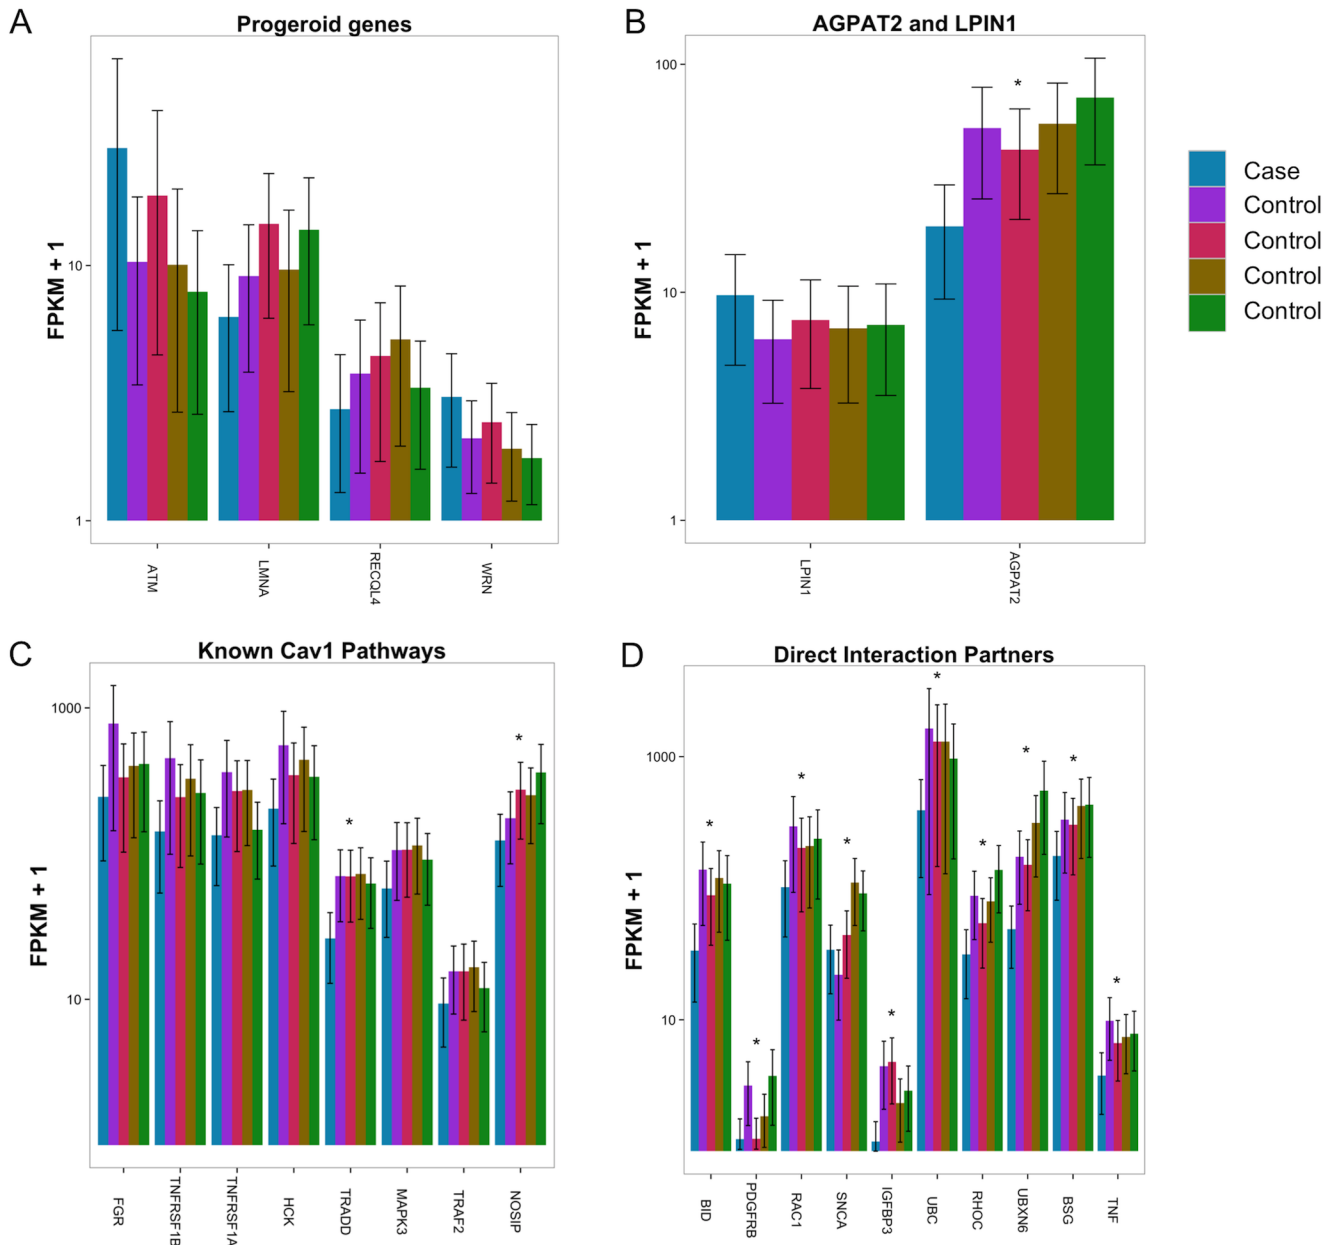 A
Progeroid genes
FPKM + 1
10
1
ATM
LMNA
RECQL4
WRN
B
AGPAT2 and LPIN1
FPKM + 1
100
10
1
*
LPIN1
AGPAT2
Case
Control
Control
Control
Control
C
Known Cav1 Pathways
FPKM + 1
1000
10
*
*
FGR
TNFRSF1B
TNFRSF1A
HCK
TRADD
MAPK3
TRAF2
NOSIP
D
Direct Interaction Partners
FPKM + 1
1000
10
*
*
*
*
*
*
*
*
*
*
BID
PDGFRB
RAC1
SNCA
IGFBP3
UBC
RHOC
UBXN6
BSG
TNF